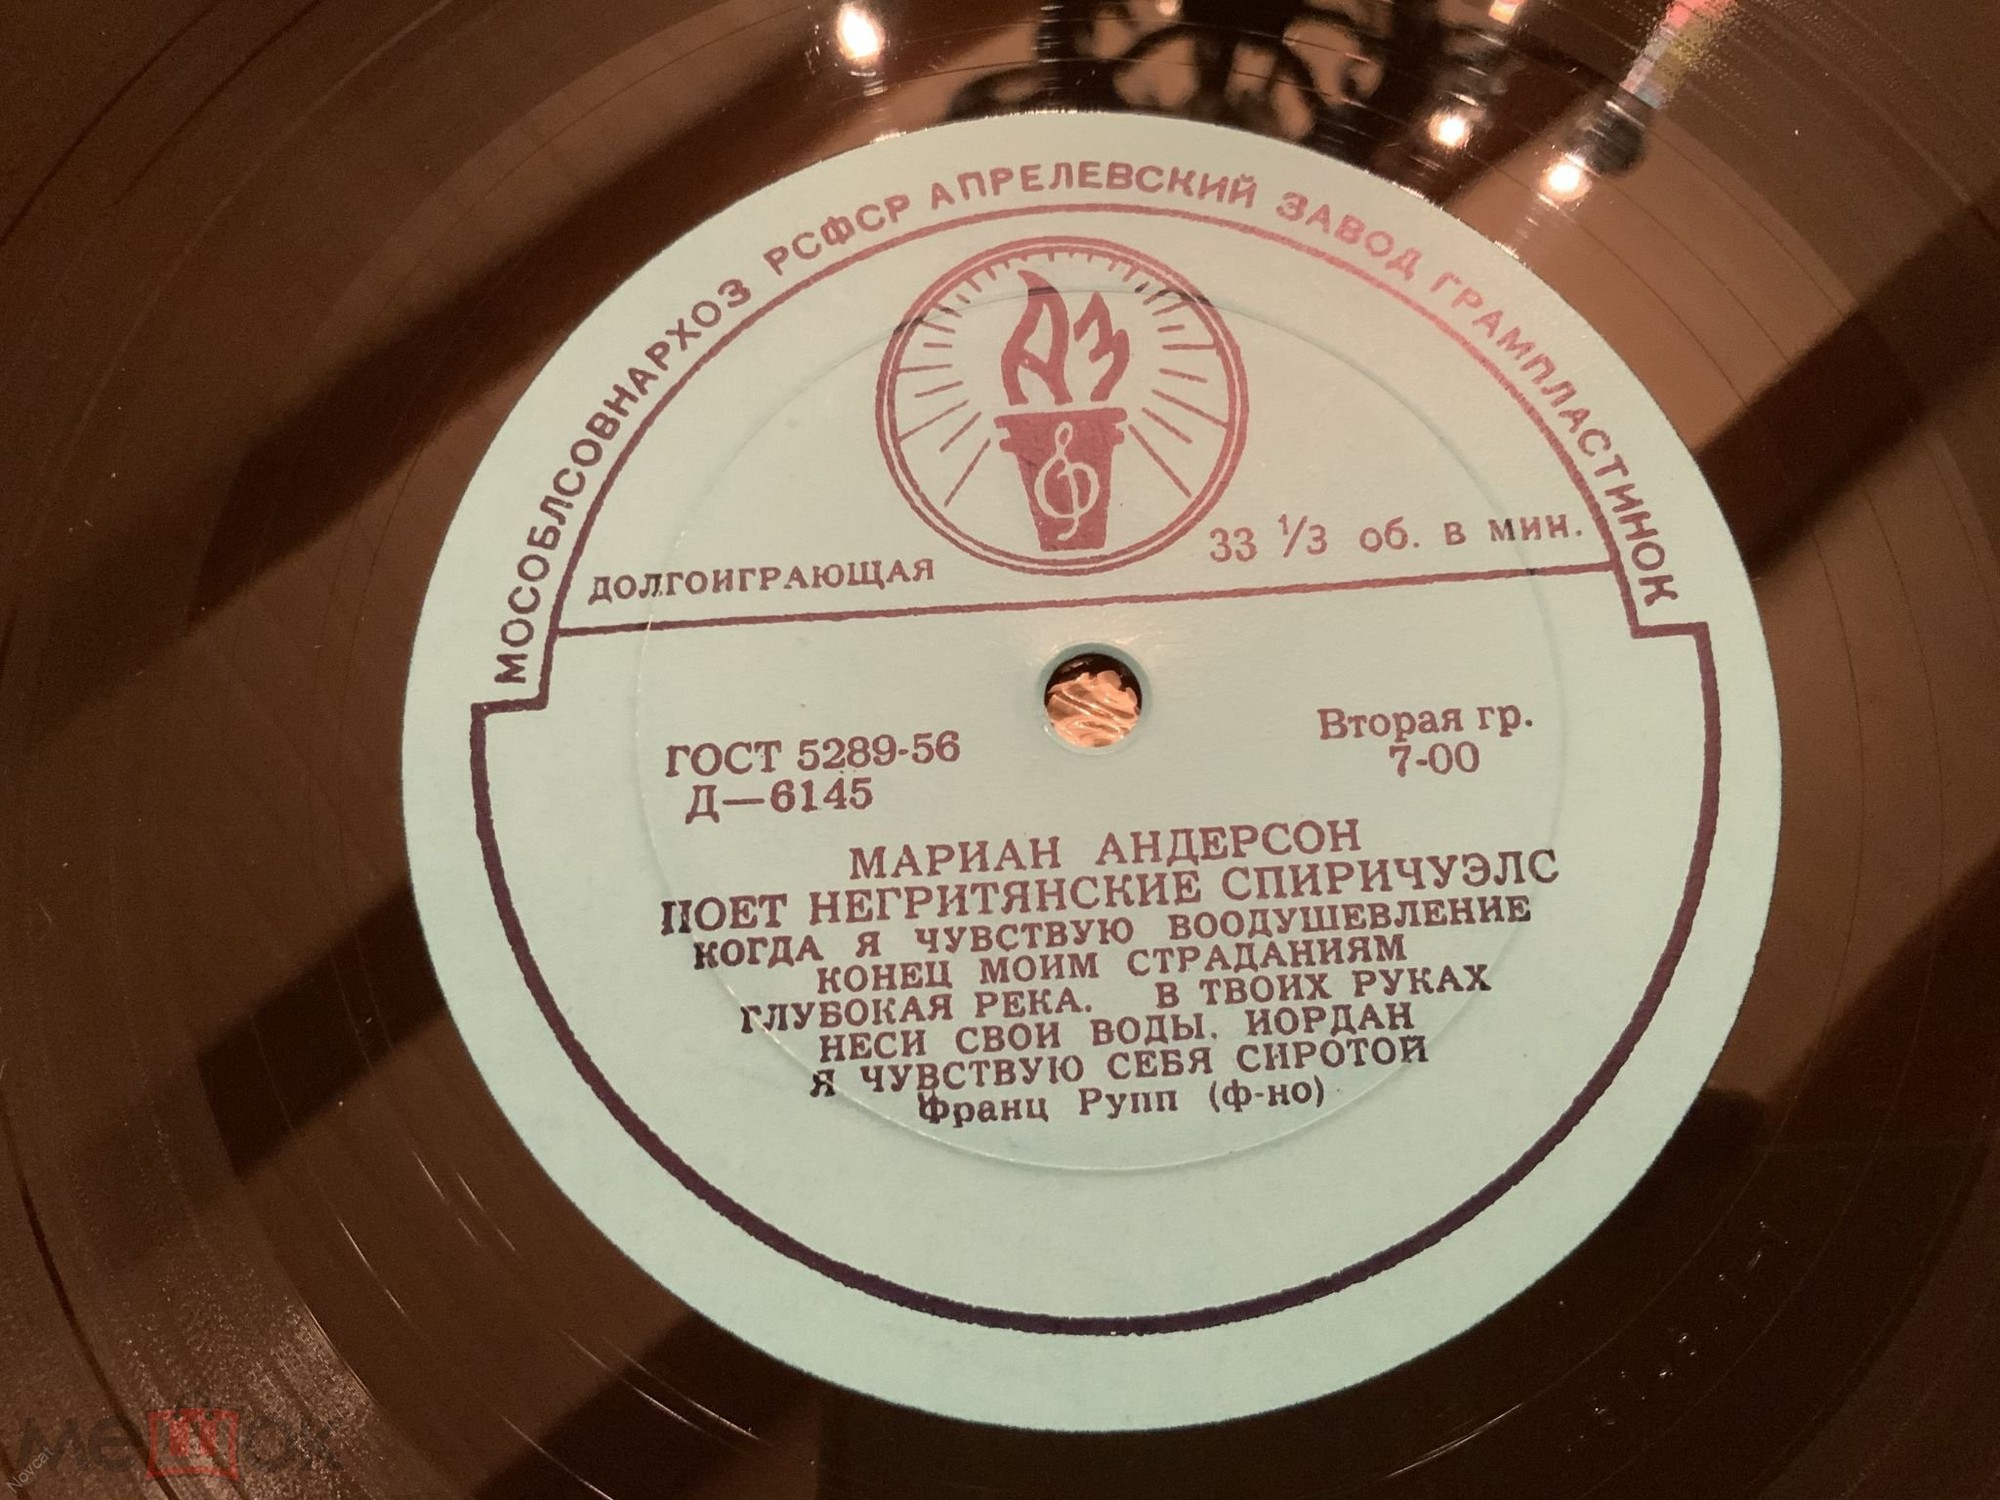 МОСОБЛСОВНАРХОЗ РСФСР АПРЕЛЕВСКИЙ ЗАВОД ГРАМПЛАСТИНОК
АЗ
ДОЛГОИГРАЮЩАЯ
33 1/3 об. в мин.
ГОСТ 5289-56
Д—6145
Вторая гр.
7-00
МАРИАН АНДЕРСОН
ПОЕТ НЕГРИТЯНСКИЕ СПИРИЧУЭЛС
КОГДА Я ЧУВСТВУЮ ВООДУШЕВЛЕНИЕ
КОНЕЦ МОИМ СТРАДАНИЯМ
ГЛУБОКАЯ РЕКА. В ТВОИХ РУКАХ
НЕСИ СВОИ ВОДЫ, ИОРДАН
Я ЧУВСТВУЮ СЕБЯ СИРОТОЙ
Франц Рупп (ф-но)
мешок
Novcat